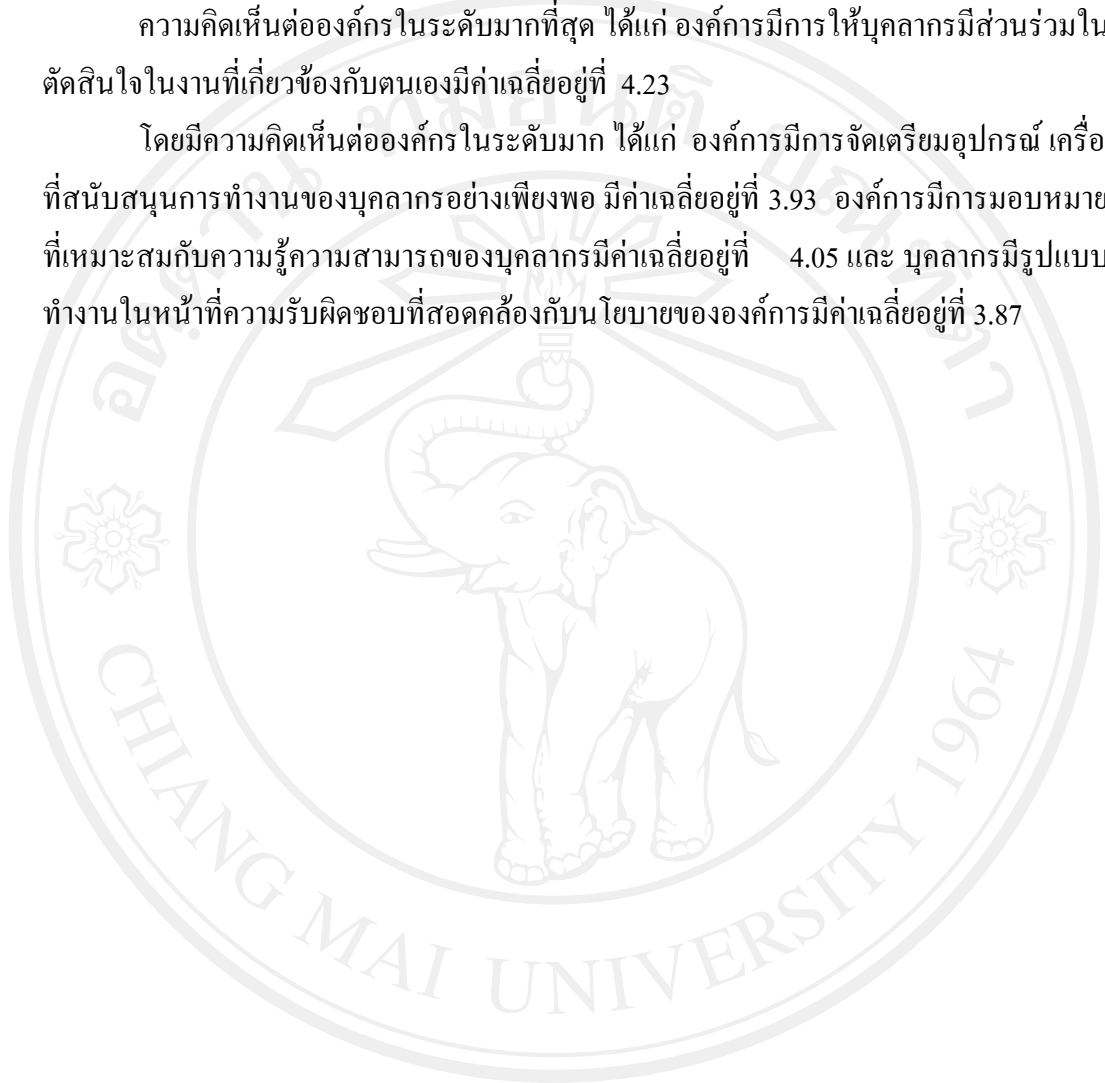 ความคิดเห็นต่อองค์กรในระดับมากที่สุด ได้แก่ องค์การมีการให้บุคลากรมีส่วนร่วมใน
ตัดสินใจในงานที่เกี่ยวข้องกับตนเองมีค่าเฉลี่ยอยู่ที่ 4.23
โดยมีความคิดเห็นต่อองค์กรในระดับมาก ได้แก่ องค์การมีการจัดเตรียมอุปกรณ์ เครื่อ
ที่สนับสนุนการทำงานของบุคลากรอย่างเพียงพอ มีค่าเฉลี่ยอยู่ที่ 3.93 องค์การมีการมอบหมาย
ที่เหมาะสมกับความรู้ความสามารถของบุคลากรมีค่าเฉลี่ยอยู่ที่ 4.05 และ บุคลากรมีรูปแบบ
ทำงานในหน้าที่ความรับผิดชอบที่สอดคล้องกับนโยบายขององค์การมีค่าเฉลี่ยอยู่ที่ 3.87
อตฺตานํ ทมยนฺติ ปณฺฑิตา
CHIANG MAI UNIVERSITY 1964